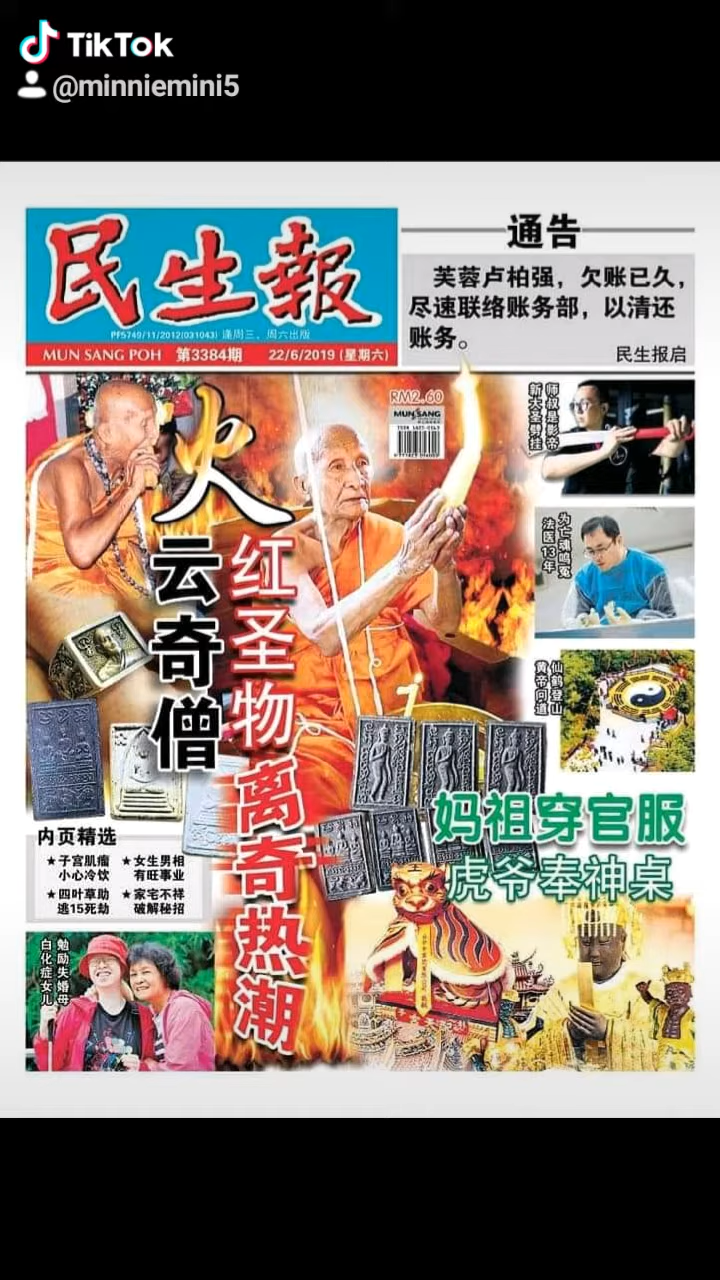 TikTok
@minniemini5
民生報
PF5749/11/2012(031043) 逢周三、周六出版
MUN SANG POH 第3384期 22/6/2019 (星期六)
通告
芙蓉卢柏强，欠账已久，
尽速联络账务部，以清还
账务。
民生报启
RM2.60
MUN SANG
火云奇僧
红圣物离奇热潮
师叔是影帝
新大圣劈挂
为亡魂鸣冤
法医13年
仙鹤登山
黄帝问道
妈祖穿官服
虎爷奉神桌
内页精选
★子宫肌瘤 ★女生男相
小心冷饮 有旺事业
★四叶草助 ★家宅不祥
逃15死劫 破解秘招
勉励失婚母
白化症女儿